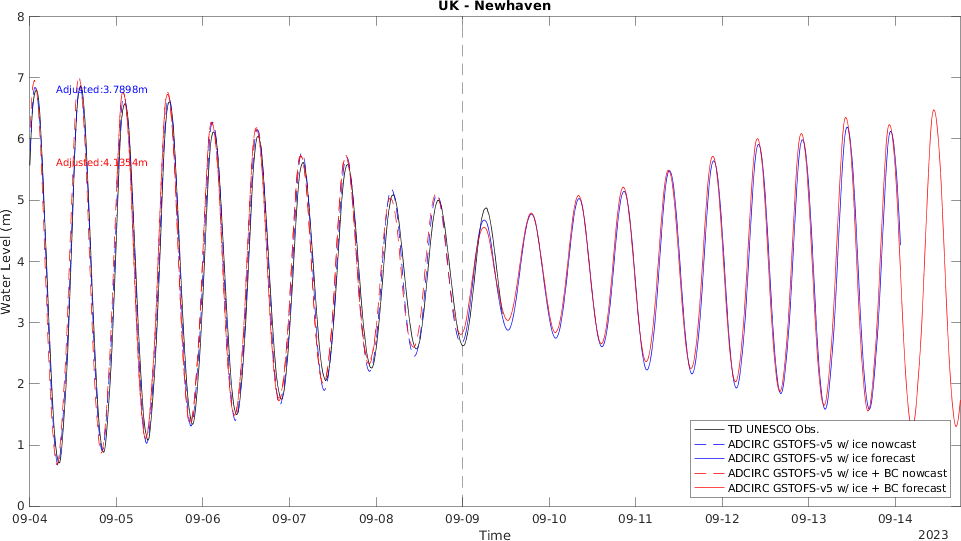 UK - Newhaven
8
7
6
5
4
3
2
1
0
Water Level (m)
Adjusted:3.7898m
Adjusted:4.1354m
TD UNESCO Obs.
ADCIRC GSTOFS-v5 w/ ice nowcast
ADCIRC GSTOFS-v5 w/ ice forecast
ADCIRC GSTOFS-v5 w/ ice + BC nowcast
ADCIRC GSTOFS-v5 w/ ice + BC forecast
09-04 09-05 09-06 09-07 09-08 09-09 09-10 09-11 09-12 09-13 09-14
Time
2023